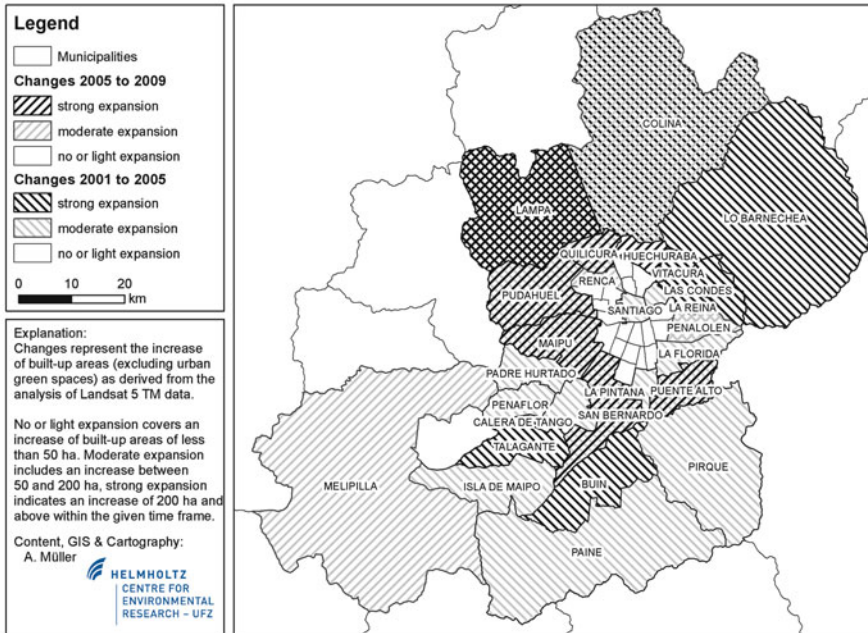 Legend
Municipalities
Changes 2005 to 2009
strong expansion
moderate expansion
no or light expansion
Changes 2001 to 2005
strong expansion
moderate expansion
no or light expansion
0 10 20
km
Explanation:
Changes represent the increase
of built-up areas (excluding urban
green spaces) as derived from the
analysis of Landsat 5 TM data.
No or light expansion covers an
increase of built-up areas of less
than 50 ha. Moderate expansion
includes an increase between
50 and 200 ha, strong expansion
indicates an increase of 200 ha and
above within the given time frame.
Content, GIS & Cartography:
A. Müller
HELMHOLTZ
CENTRE FOR
ENVIRONMENTAL
RESEARCH – UFZ
COLINA
LAMPA
LO BARNECHEA
QUILICURA
HUECHURABA
VITACURA
RENCA
LAS CONDES
PUDAHUEL
SANTIAGO
LA REINA
PENALOLEN
MAIPU
LA FLORIDA
PADRE HURTADO
LA PINTANA
PUENTE ALTO
PENAFLOR
SAN BERNARDO
CALERA DE TANGO
TALAGANTE
PIRQUE
MELIPILLA
ISLA DE MAIPO
BUIN
PAINE